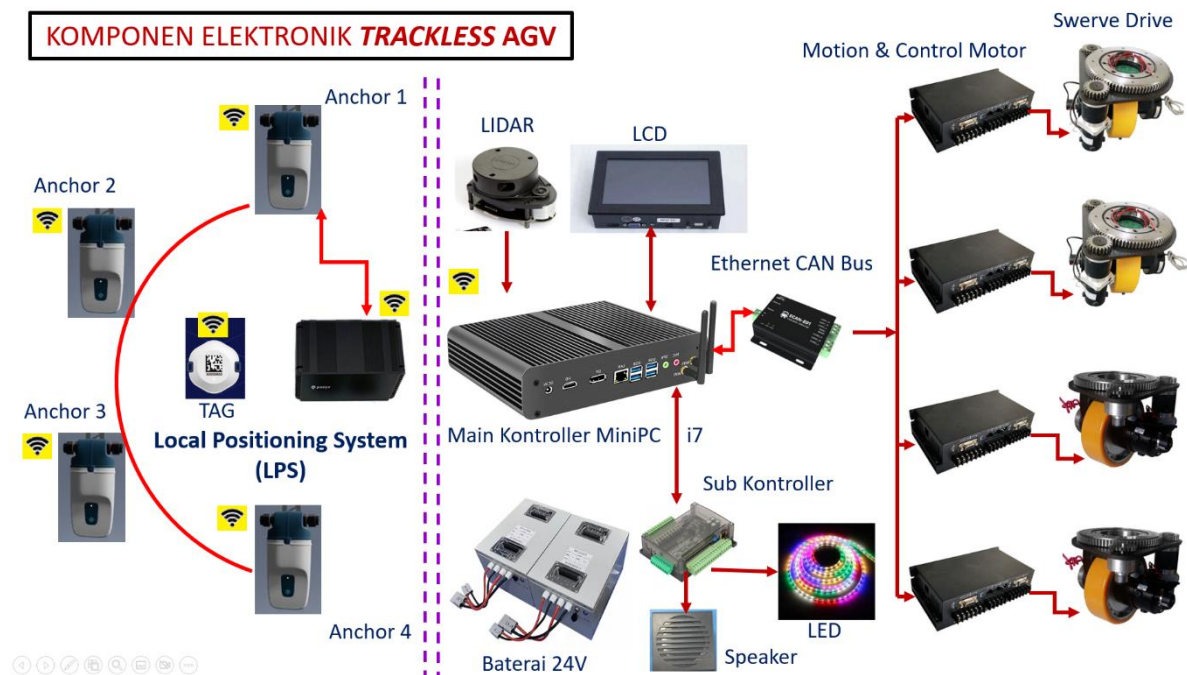 KOMPONEN ELEKTRONIK TRACKLESS AGV
Anchor 1
Anchor 2
TAG
Anchor 3
Local Positioning System
(LPS)
Anchor 4
LIDAR
LCD
Ethernet CAN Bus
Main Kontroller MiniPC i7
Sub Kontroller
Baterai 24V
Speaker
LED
Motion & Control Motor
Swerve Drive